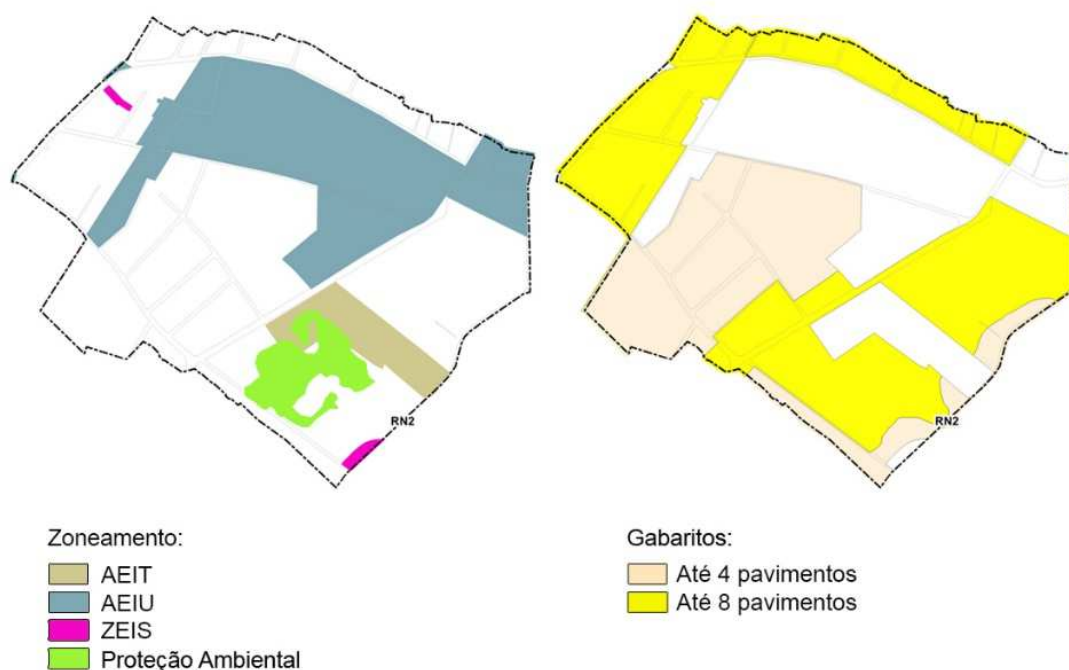 RN2
RN2
Zoneamento:
AEIT
AEIU
ZEIS
Proteção Ambiental
Gabaritos:
Até 4 pavimentos
Até 8 pavimentos